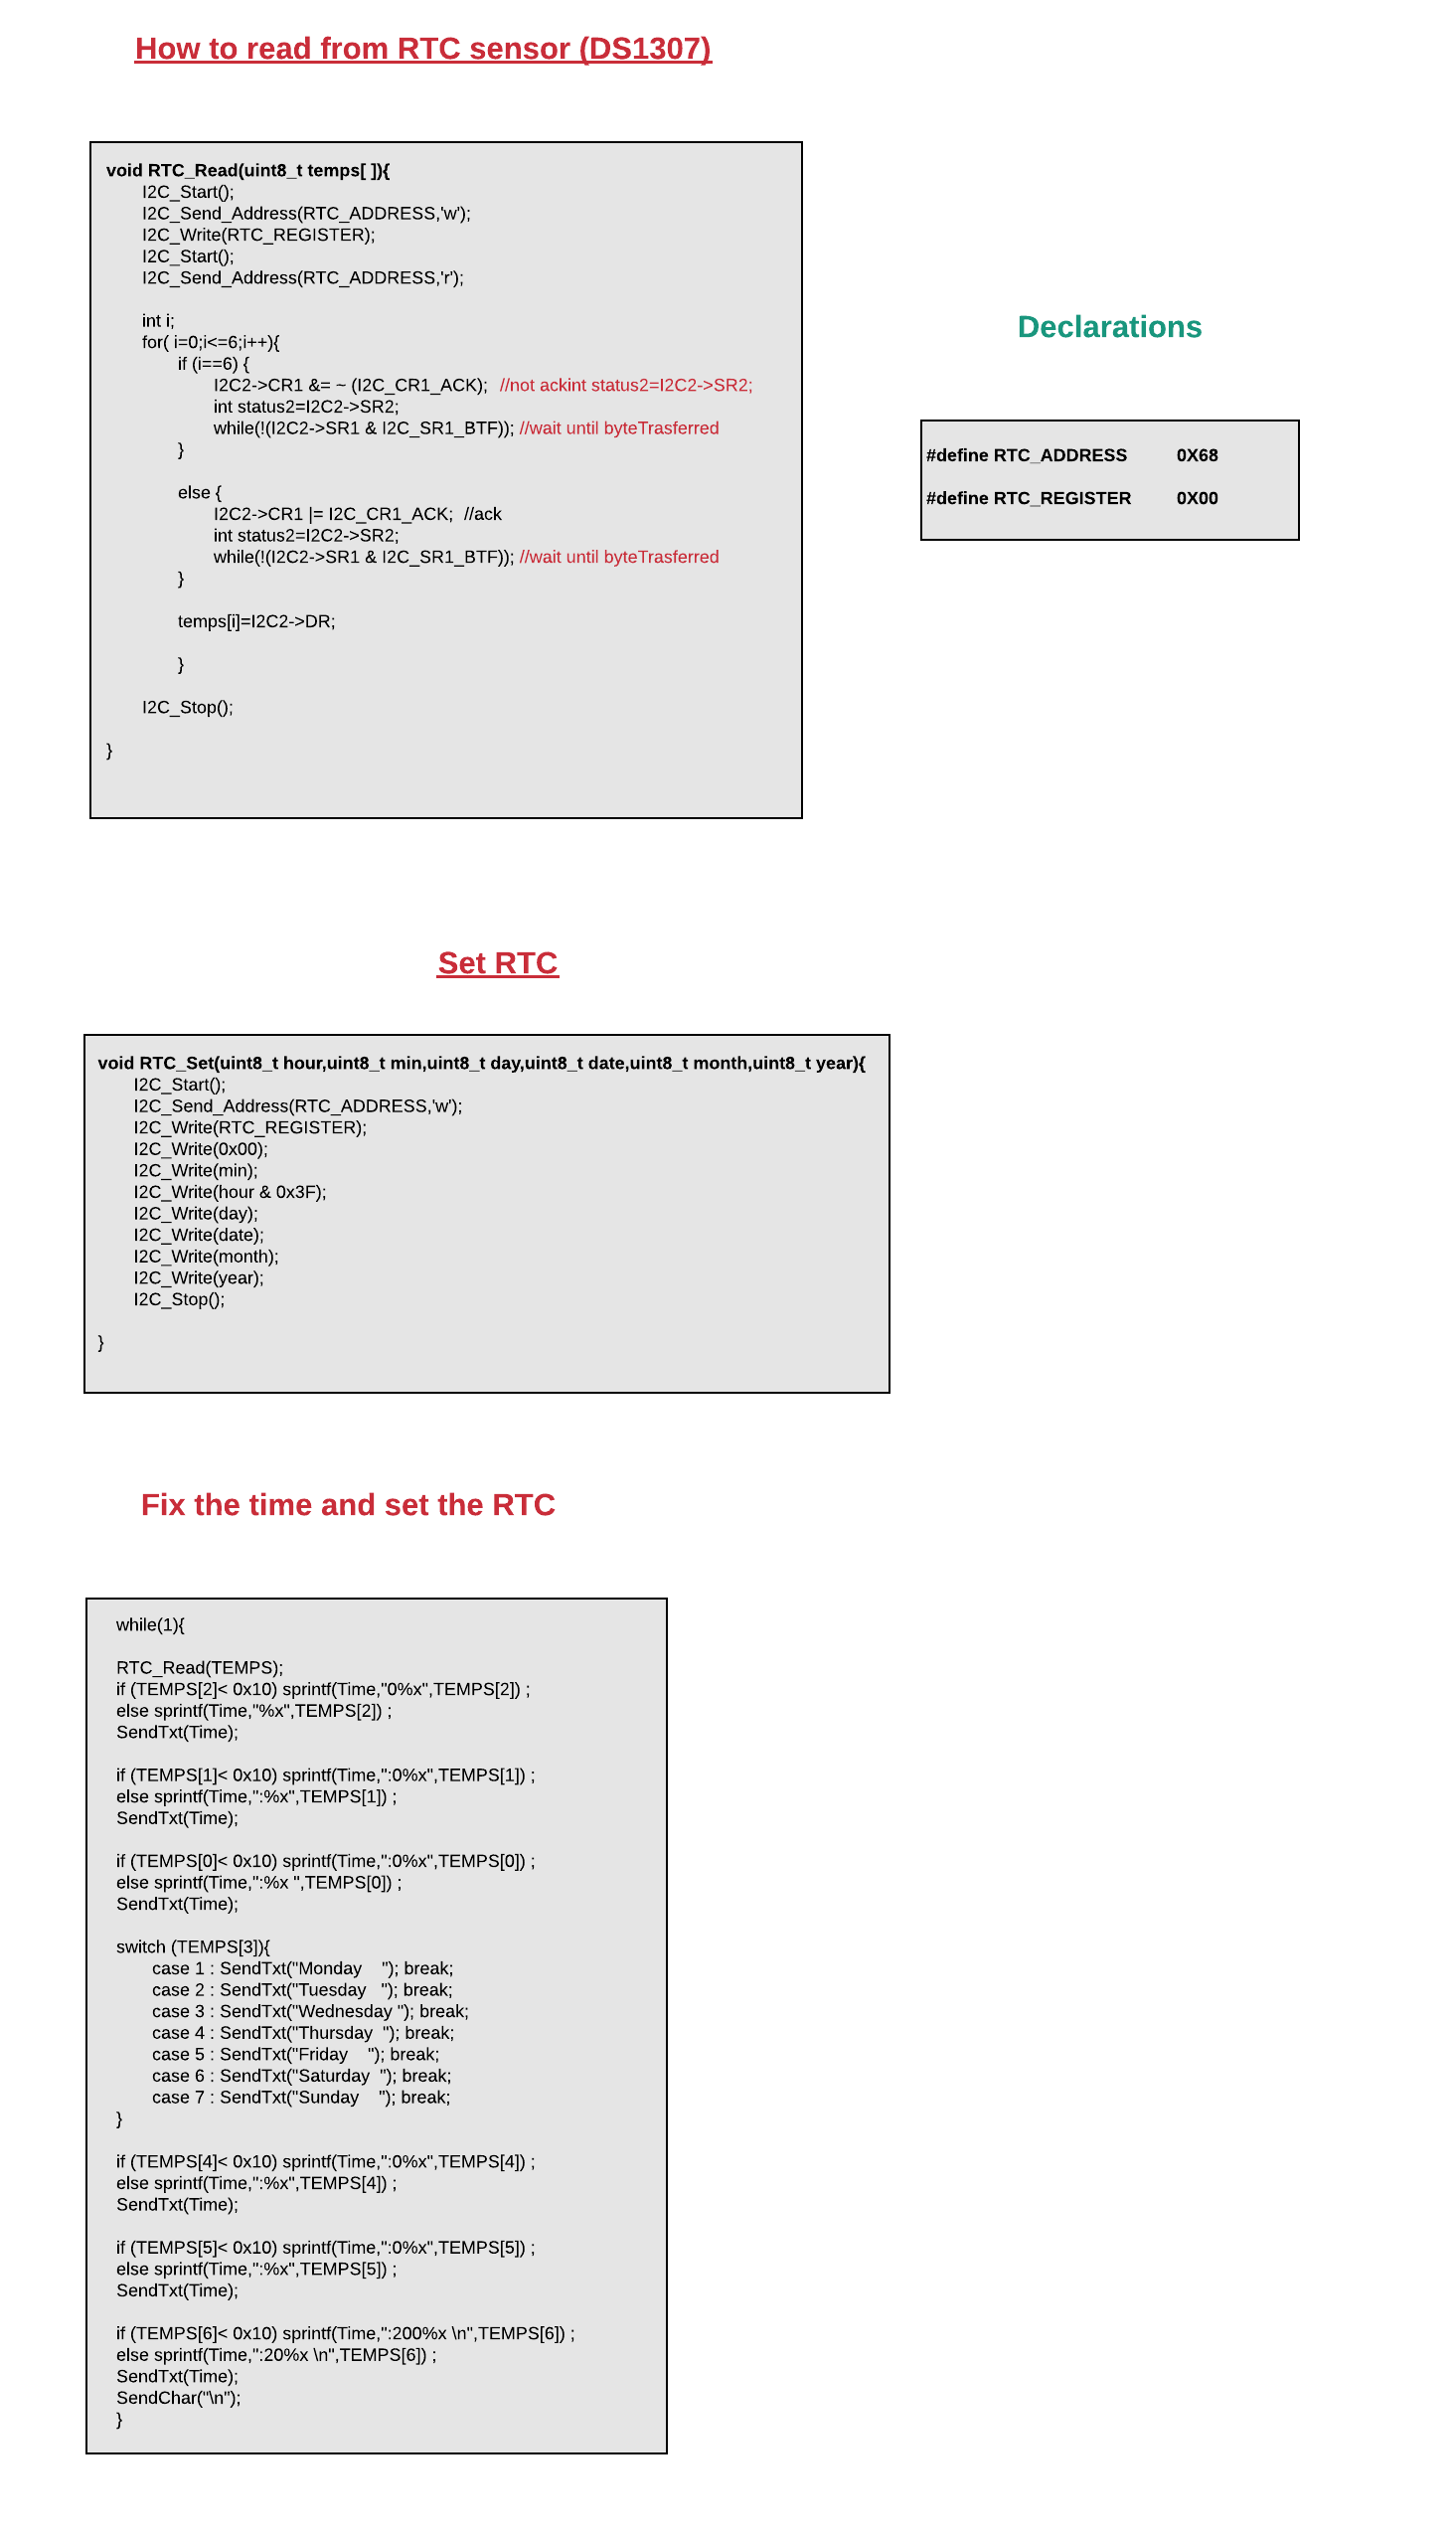 How to read from RTC sensor (DS1307)
void RTC_Read(uint8_t temps[ ]){
I2C_Start();
I2C_Send_Address(RTC_ADDRESS,'w');
I2C_Write(RTC_REGISTER);
I2C_Start();
I2C_Send_Address(RTC_ADDRESS,'r');
int i;
for( i=0;i<=6;i++){
if (i==6) {
I2C2->CR1 &= ~ (I2C_CR1_ACK);  //not ackint status2=I2C2->SR2;
int status2=I2C2->SR2;
while(!(I2C2->SR1 & I2C_SR1_BTF)); //wait until byteTrasferred
}
else {
I2C2->CR1 |= I2C_CR1_ACK;  //ack
int status2=I2C2->SR2;
while(!(I2C2->SR1 & I2C_SR1_BTF)); //wait until byteTrasferred
}
temps[i]=I2C2->DR;
}
I2C_Stop();
}
Declarations
#define RTC_ADDRESS 0X68
#define RTC_REGISTER 0X00
Set RTC
void RTC_Set(uint8_t hour,uint8_t min,uint8_t day,uint8_t date,uint8_t month,uint8_t year){
I2C_Start();
I2C_Send_Address(RTC_ADDRESS,'w');
I2C_Write(RTC_REGISTER);
I2C_Write(0x00);
I2C_Write(min);
I2C_Write(hour & 0x3F);
I2C_Write(day);
I2C_Write(date);
I2C_Write(month);
I2C_Write(year);
I2C_Stop();
}
Fix the time and set the RTC
while(1){
RTC_Read(TEMPS);
if (TEMPS[2]< 0x10) sprintf(Time,"0%x",TEMPS[2]) ;
else sprintf(Time,"%x",TEMPS[2]) ;
SendTxt(Time);
if (TEMPS[1]< 0x10) sprintf(Time,":0%x",TEMPS[1]) ;
else sprintf(Time,":%x",TEMPS[1]) ;
SendTxt(Time);
if (TEMPS[0]< 0x10) sprintf(Time,":0%x",TEMPS[0]) ;
else sprintf(Time,":%x ",TEMPS[0]) ;
SendTxt(Time);
switch (TEMPS[3]){
case 1 : SendTxt("Monday    "); break;
case 2 : SendTxt("Tuesday   "); break;
case 3 : SendTxt("Wednesday "); break;
case 4 : SendTxt("Thursday  "); break;
case 5 : SendTxt("Friday    "); break;
case 6 : SendTxt("Saturday  "); break;
case 7 : SendTxt("Sunday    "); break;
}
if (TEMPS[4]< 0x10) sprintf(Time,":0%x",TEMPS[4]) ;
else sprintf(Time,":%x",TEMPS[4]) ;
SendTxt(Time);
if (TEMPS[5]< 0x10) sprintf(Time,":0%x",TEMPS[5]) ;
else sprintf(Time,":%x",TEMPS[5]) ;
SendTxt(Time);
if (TEMPS[6]< 0x10) sprintf(Time,":200%x \n",TEMPS[6]) ;
else sprintf(Time,":20%x \n",TEMPS[6]) ;
SendTxt(Time);
SendChar("\n");
}